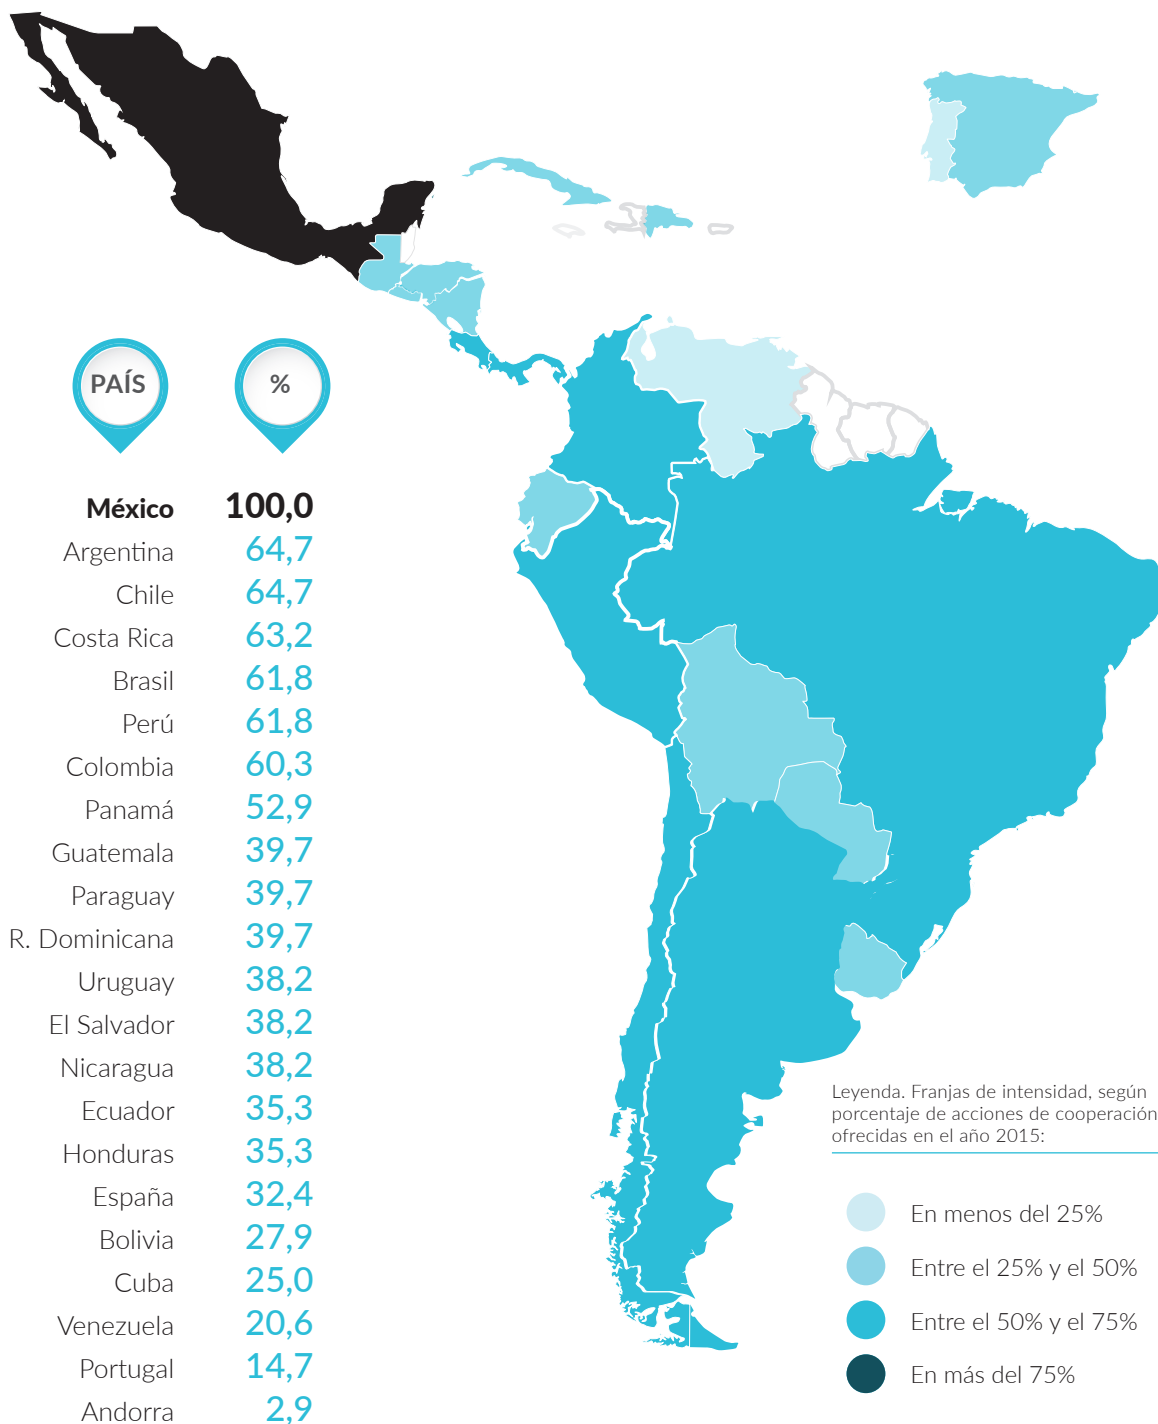 PAÍS %
México 100,0
Argentina 64,7
Chile 64,7
Costa Rica 63,2
Brasil 61,8
Perú 61,8
Colombia 60,3
Panamá 52,9
Guatemala 39,7
Paraguay 39,7
R. Dominicana 39,7
Uruguay 38,2
El Salvador 38,2
Nicaragua 38,2
Ecuador 35,3
Honduras 35,3
España 32,4
Bolivia 27,9
Cuba 25,0
Venezuela 20,6
Portugal 14,7
Andorra 2,9
Leyenda. Franjas de intensidad, según
porcentaje de acciones de cooperación
ofrecidas en el año 2015:
En menos del 25%
Entre el 25% y el 50%
Entre el 50% y el 75%
En más del 75%